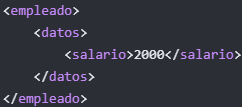 <empleado>
    <datos>
        <salario>2000</salario>
    </datos>
</empleado>